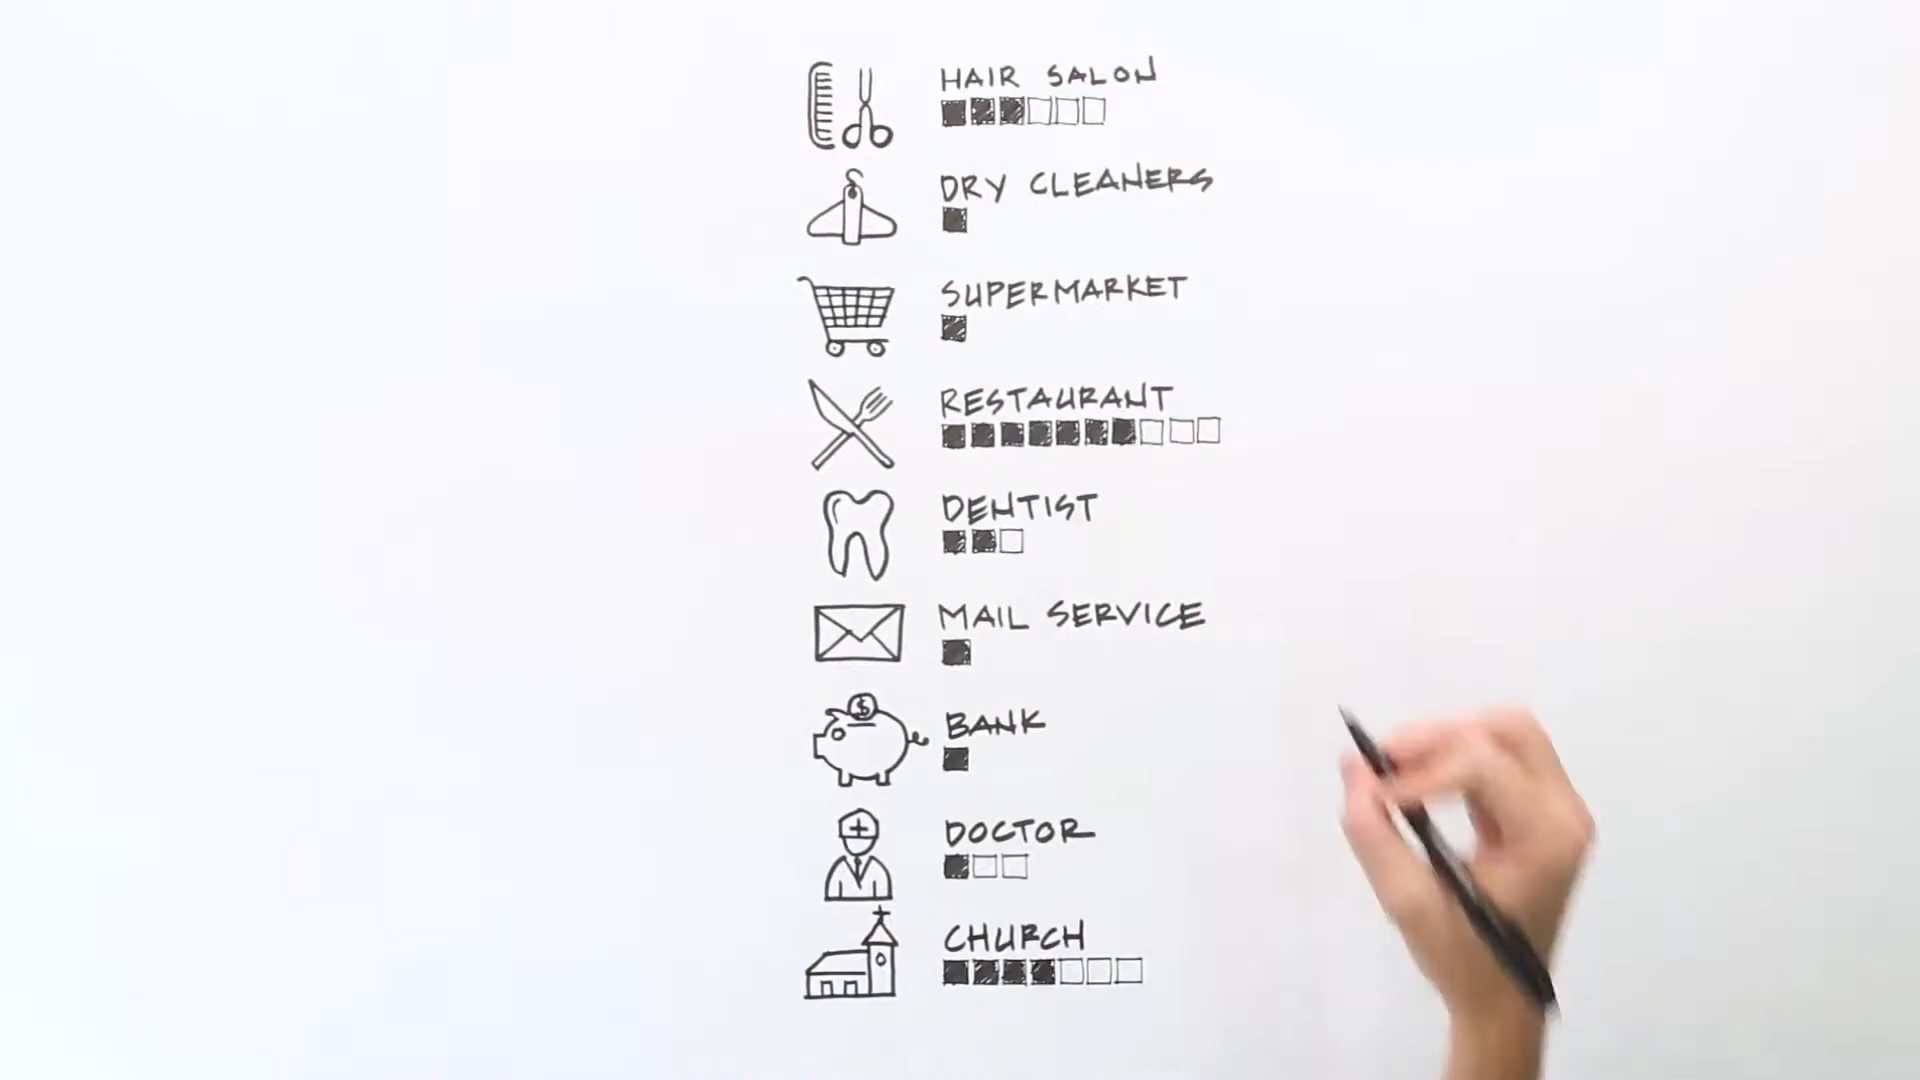 HAIR SALON
DRY CLEANERS
SUPERMARKET
RESTAURANT
DENTIST
MAIL SERVICE
$
BANK
DOCTOR
CHURCH